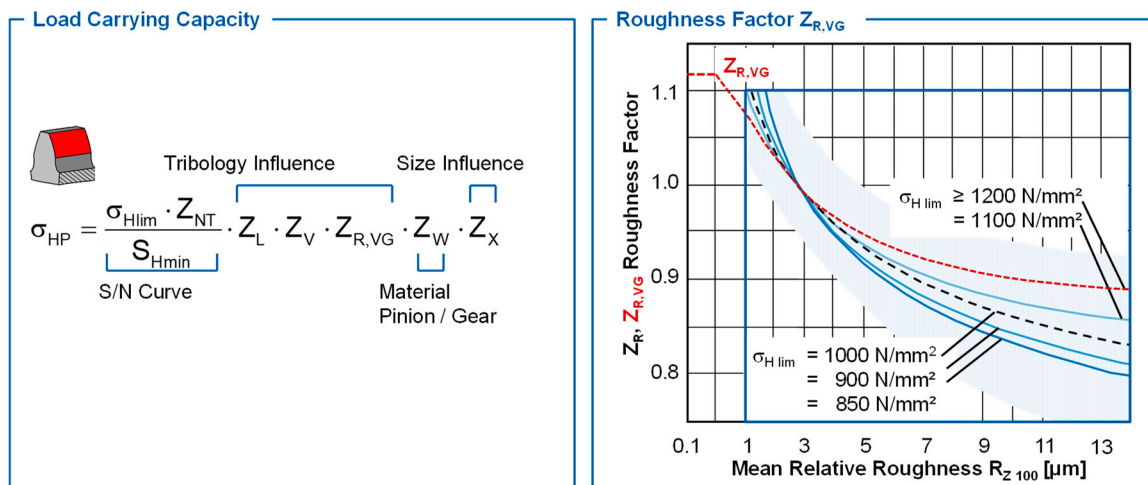 Load Carrying Capacity
Tribology Influence
Size Influence
σHP = σHlim · ZNT / SHmin · ZL · ZV · ZR,VG · ZW · ZX
S/N Curve
Material
Pinion / Gear
Roughness Factor ZR,VG
ZR,VG
ZR, ZR,VG Roughness Factor
1.1
1.0
0.9
0.8
σH lim ≥ 1200 N/mm²
= 1100 N/mm²
σH lim = 1000 N/mm²
= 900 N/mm²
= 850 N/mm²
0.1 1 3 5 7 9 11 13
Mean Relative Roughness RZ 100 [µm]